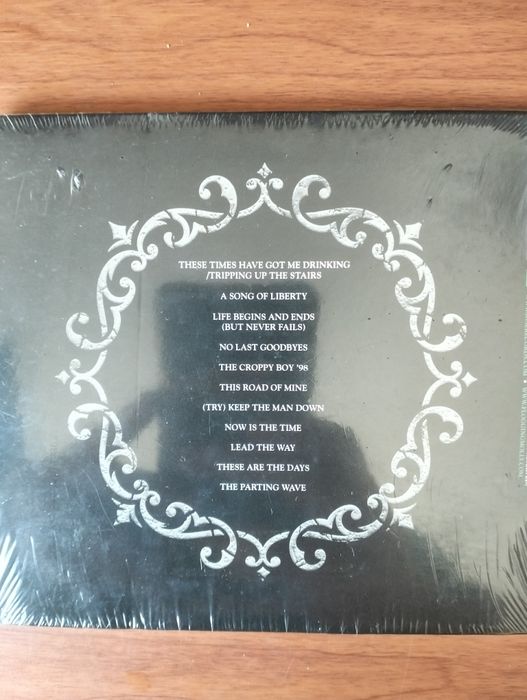 THESE TIMES HAVE GOT ME DRINKING
/TRIPPING UP THE STAIRS
A SONG OF LIBERTY
LIFE BEGINS AND ENDS
(BUT NEVER FAILS)
NO LAST GOODBYES
THE CROPPY BOY '98
THIS ROAD OF MINE
(TRY) KEEP THE MAN DOWN
NOW IS THE TIME
LEAD THE WAY
THESE ARE THE DAYS
THE PARTING WAVE